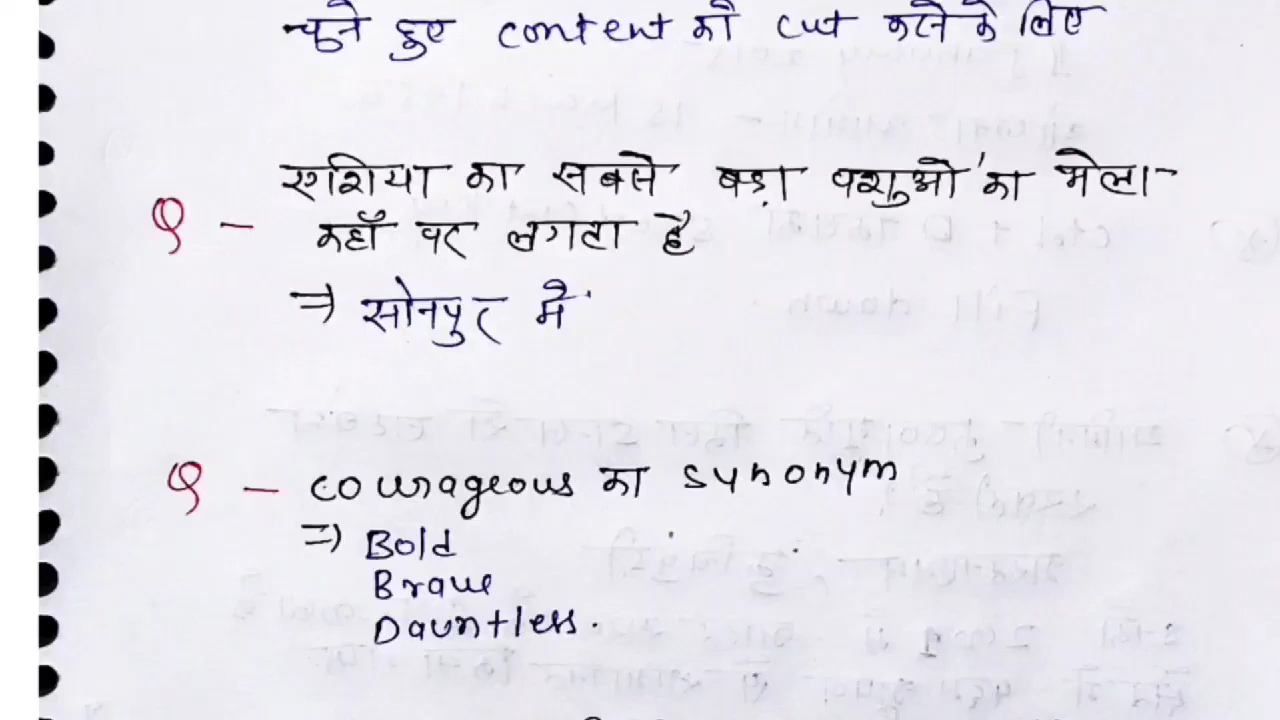 चुने हुए content को cut करने के लिए
एशिया का सबसे बड़ा पशुओं का मेला
Q - कहाँ पर लगता है
⇒ सोनपुर में
Q - courageous का synonym
⇒ Bold
Brave
Dauntless.